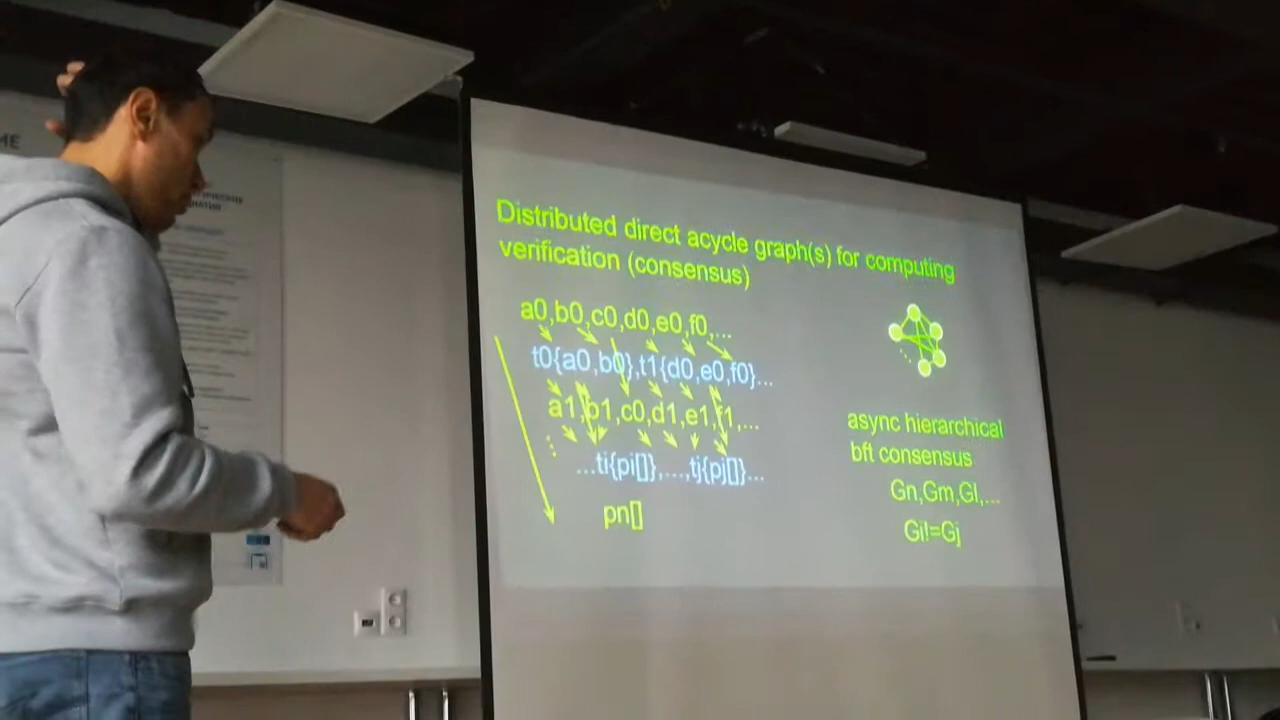 Distributed direct acycle graph(s) for computing
verification (consensus)
a0,b0,c0,d0,e0,f0,...
t0{a0,b0},t1{d0,e0,f0}...
a1,b1,c0,d1,e1,f1,...
...ti{pi[]},...,tj{pj[]}...
pn[]
async hierarchical
bft consensus
Gn,Gm,Gl,...
Gi!=Gj